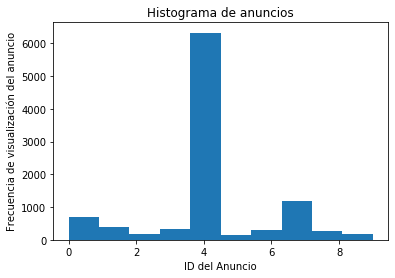 Histograma de anuncios
Frecuencia de visualización del anuncio
6000
5000
4000
3000
2000
1000
0
0 2 4 6 8
ID del Anuncio